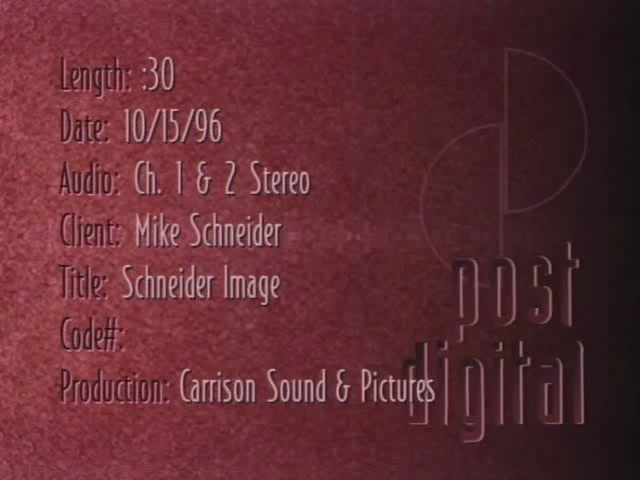 Length: :30
Date: 10/15/96
Audio: Ch. 1 & 2 Stereo
Client: Mike Schneider
Title: Schneider Image
Code#:
Production: Carrison Sound & Pictures
post
digital